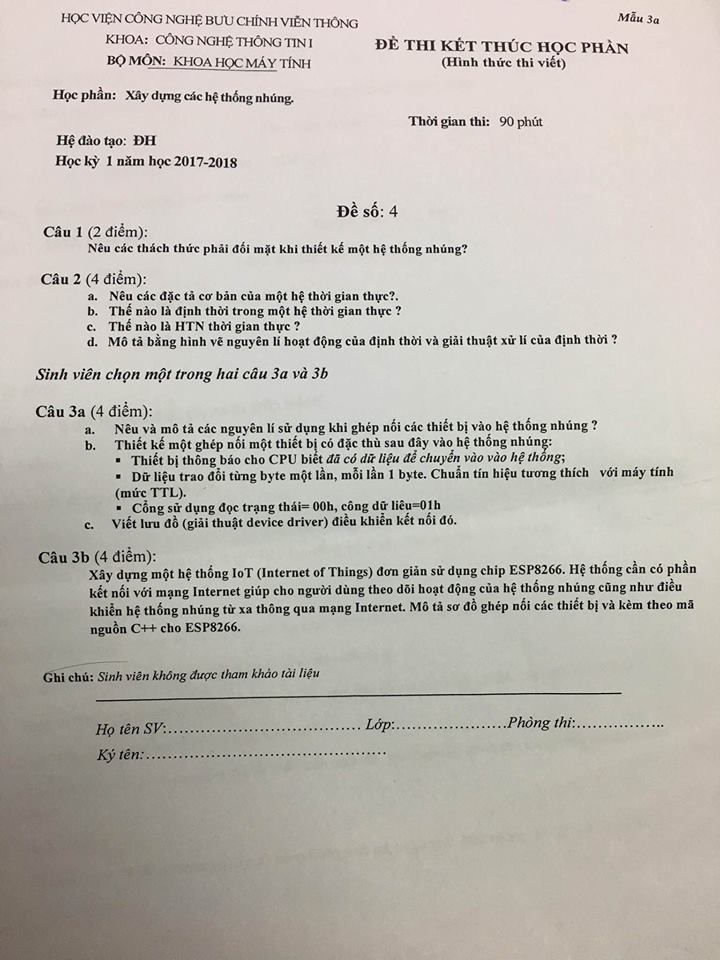 HỌC VIỆN CÔNG NGHỆ BƯU CHÍNH VIỄN THÔNG
Mẫu 3a
KHOA: CÔNG NGHỆ THÔNG TIN I
ĐỀ THI KẾT THÚC HỌC PHẦN
BỘ MÔN: KHOA HỌC MÁY TÍNH
(Hình thức thi viết)
Học phần: Xây dựng các hệ thống nhúng.
Thời gian thi: 90 phút
Hệ đào tạo: ĐH
Học kỳ 1 năm học 2017-2018
Đề số: 4
Câu 1 (2 điểm):
Nêu các thách thức phải đối mặt khi thiết kế một hệ thống nhúng?
Câu 2 (4 điểm):
a. Nêu các đặc tả cơ bản của một hệ thời gian thực?.
b. Thế nào là định thời trong một hệ thời gian thực ?
c. Thế nào là HTN thời gian thực ?
d. Mô tả bằng hình vẽ nguyên lí hoạt động của định thời và giải thuật xử lí của định thời ?
Sinh viên chọn một trong hai câu 3a và 3b
Câu 3a (4 điểm):
a. Nêu và mô tả các nguyên lí sử dụng khi ghép nối các thiết bị vào hệ thống nhúng ?
b. Thiết kế một ghép nối một thiết bị có đặc thù sau đây vào hệ thống nhúng:
▪ Thiết bị thông báo cho CPU biết đã có dữ liệu để chuyển vào vào hệ thống;
▪ Dữ liệu trao đổi từng byte một lần, mỗi lần 1 byte. Chuẩn tín hiệu tương thích với máy tính
(mức TTL).
▪ Cổng sử dụng đọc trạng thái= 00h, công dữ liêu=01h
c. Viết lưu đồ (giải thuật device driver) điều khiển kết nối đó.
Câu 3b (4 điểm):
Xây dựng một hệ thống IoT (Internet of Things) đơn giản sử dụng chip ESP8266. Hệ thống cần có phần
kết nối với mạng Internet giúp cho người dùng theo dõi hoạt động của hệ thống nhúng cũng như điều
khiển hệ thống nhúng từ xa thông qua mạng Internet. Mô tả sơ đồ ghép nối các thiết bị và kèm theo mã
nguồn C++ cho ESP8266.
Ghi chú: Sinh viên không được tham khảo tài liệu
Họ tên SV:.................................... Lớp:......................Phòng thi:.................
Ký tên:............................................